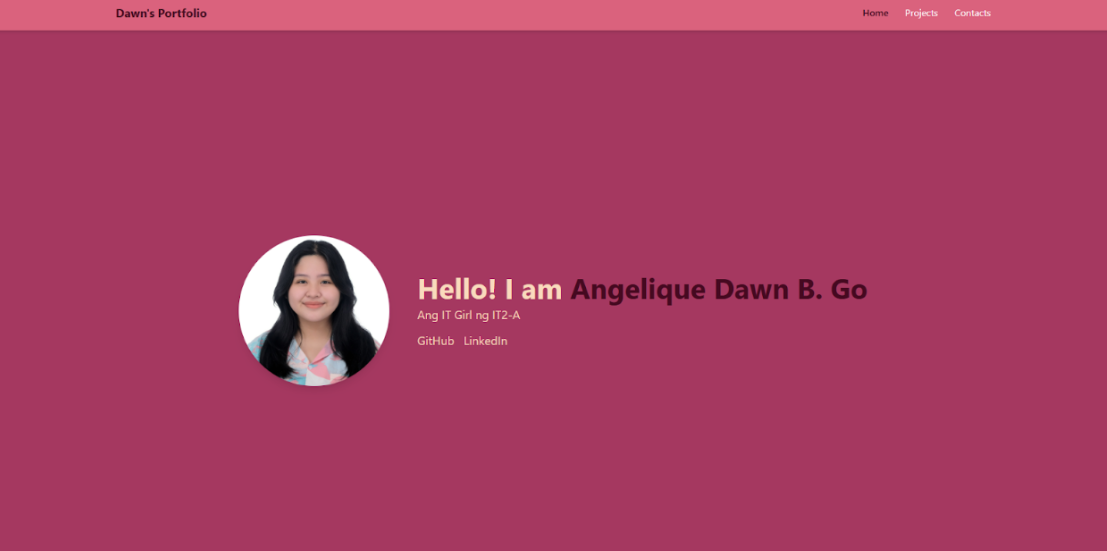 Dawn's Portfolio
Home Projects Contacts
Hello! I am Angelique Dawn B. Go
Ang IT Girl ng IT2-A
GitHub LinkedIn